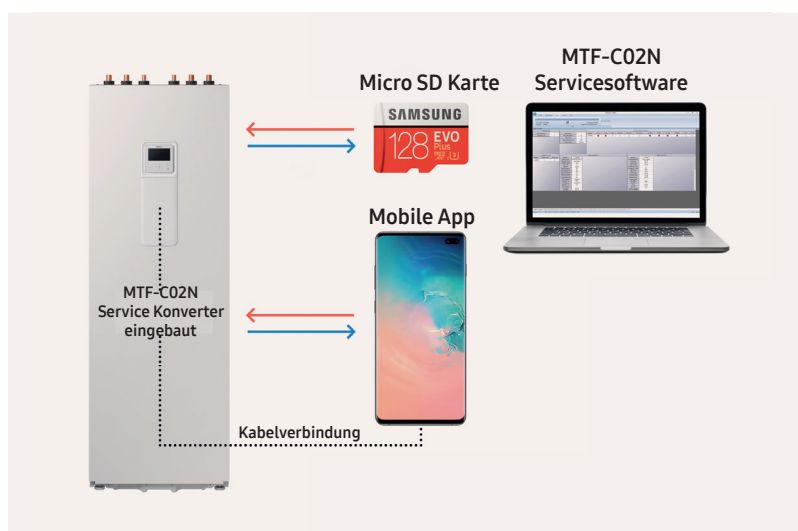 MTF-C02N
Servicesoftware
Micro SD Karte
SAMSUNG
128 EVO
Plus
Mobile App
MTF-C02N
Service Konverter
eingebaut
Kabelverbindung